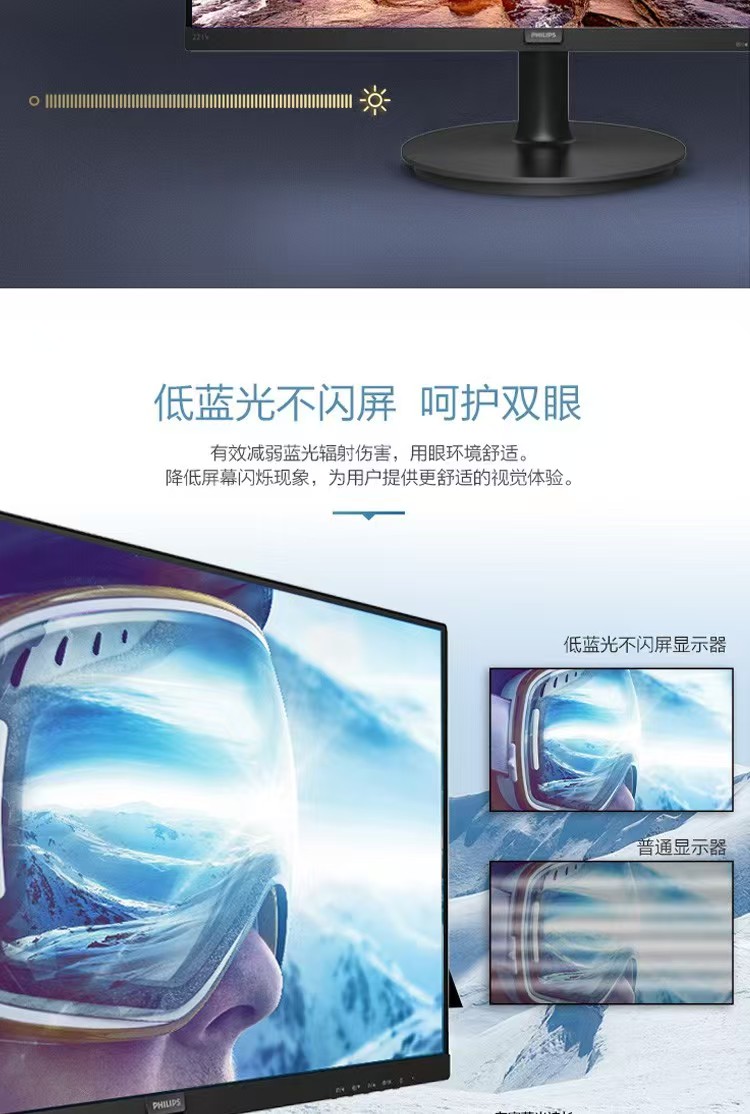 PHILIPS
低蓝光不闪屏 呵护双眼
有效减弱蓝光辐射伤害，用眼环境舒适。
降低屏幕闪烁现象，为用户提供更舒适的视觉体验。
低蓝光不闪屏显示器
普通显示器
PHILIPS